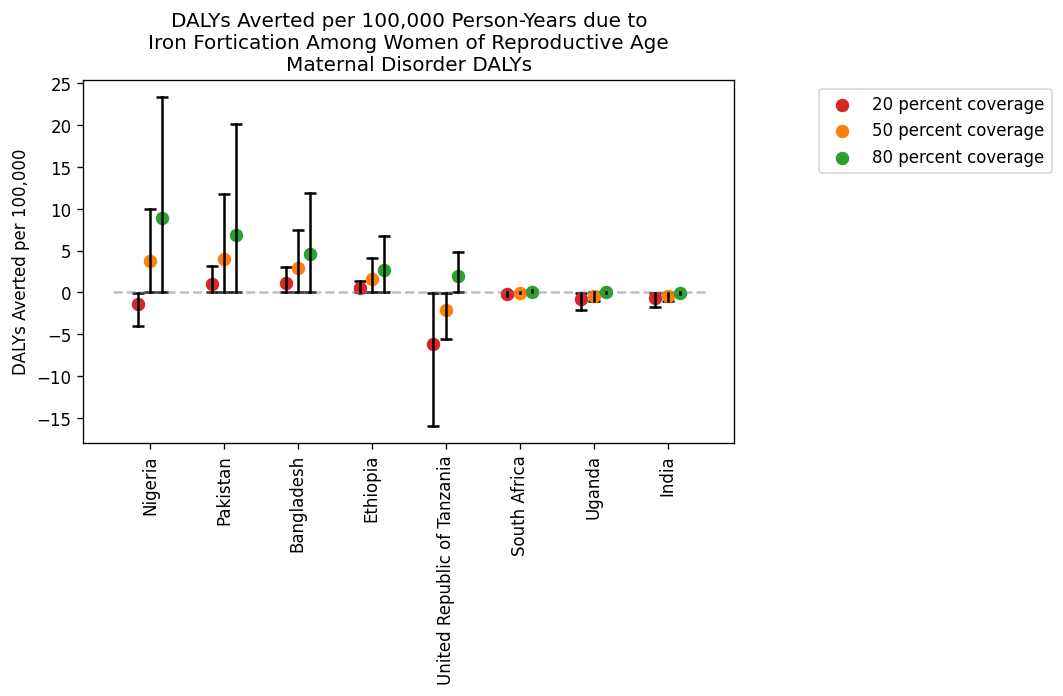 DALYs Averted per 100,000 Person-Years due to
Iron Fortication Among Women of Reproductive Age
Maternal Disorder DALYs
DALYs Averted per 100,000
25
20
15
10
5
0
−5
−10
−15
Nigeria
Pakistan
Bangladesh
Ethiopia
United Republic of Tanzania
South Africa
Uganda
India
20 percent coverage
50 percent coverage
80 percent coverage